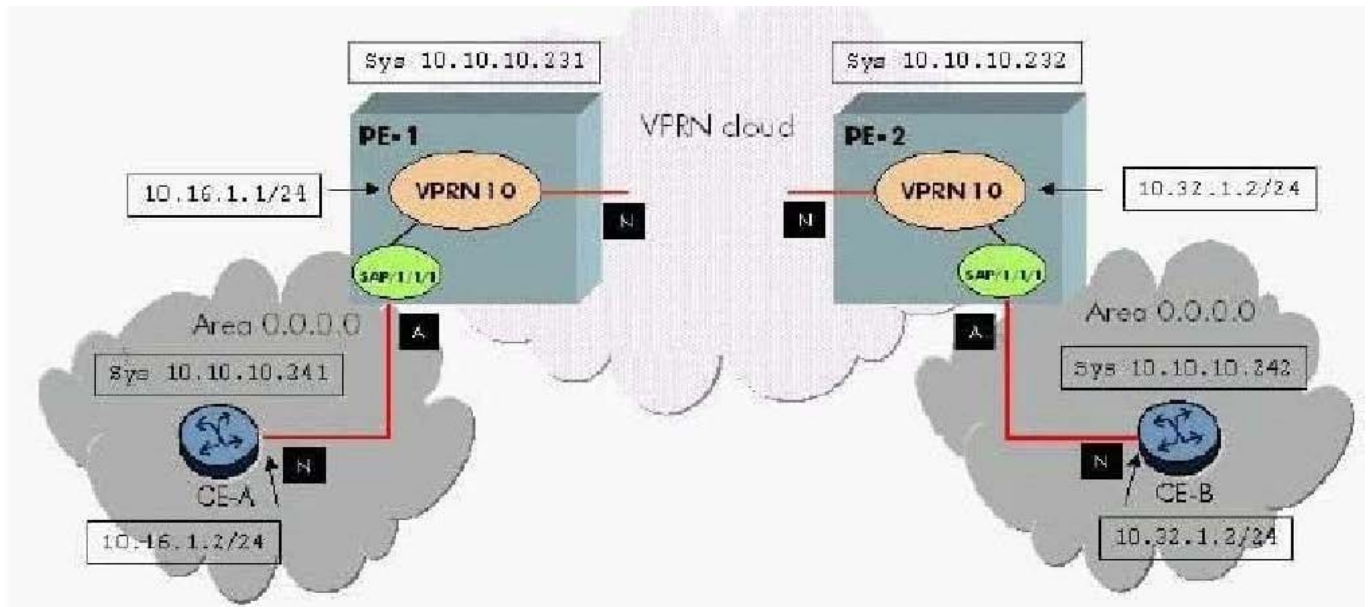 Sys 10.10.10.231
Sys 10.10.10.232
VPRN cloud
PE-1
PE-2
10.16.1.1/24
VPRN 10
VPRN 10
10.32.1.2/24
N
N
SAP/1/1/1
SAP/1/1/1
Area 0.0.0.0
A
A
Area 0.0.0.0
Sys 10.10.10.241
Sys 10.10.10.242
N
N
CE-A
CE-B
10.16.1.2/24
10.32.1.2/24